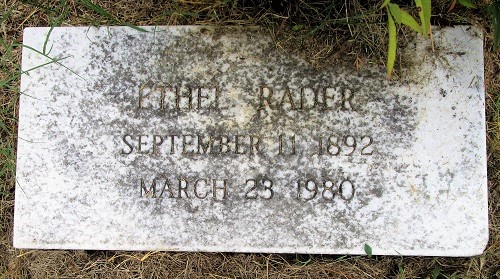 ETHEL RADER
SEPTEMBER 11 1892
MARCH 23 1980